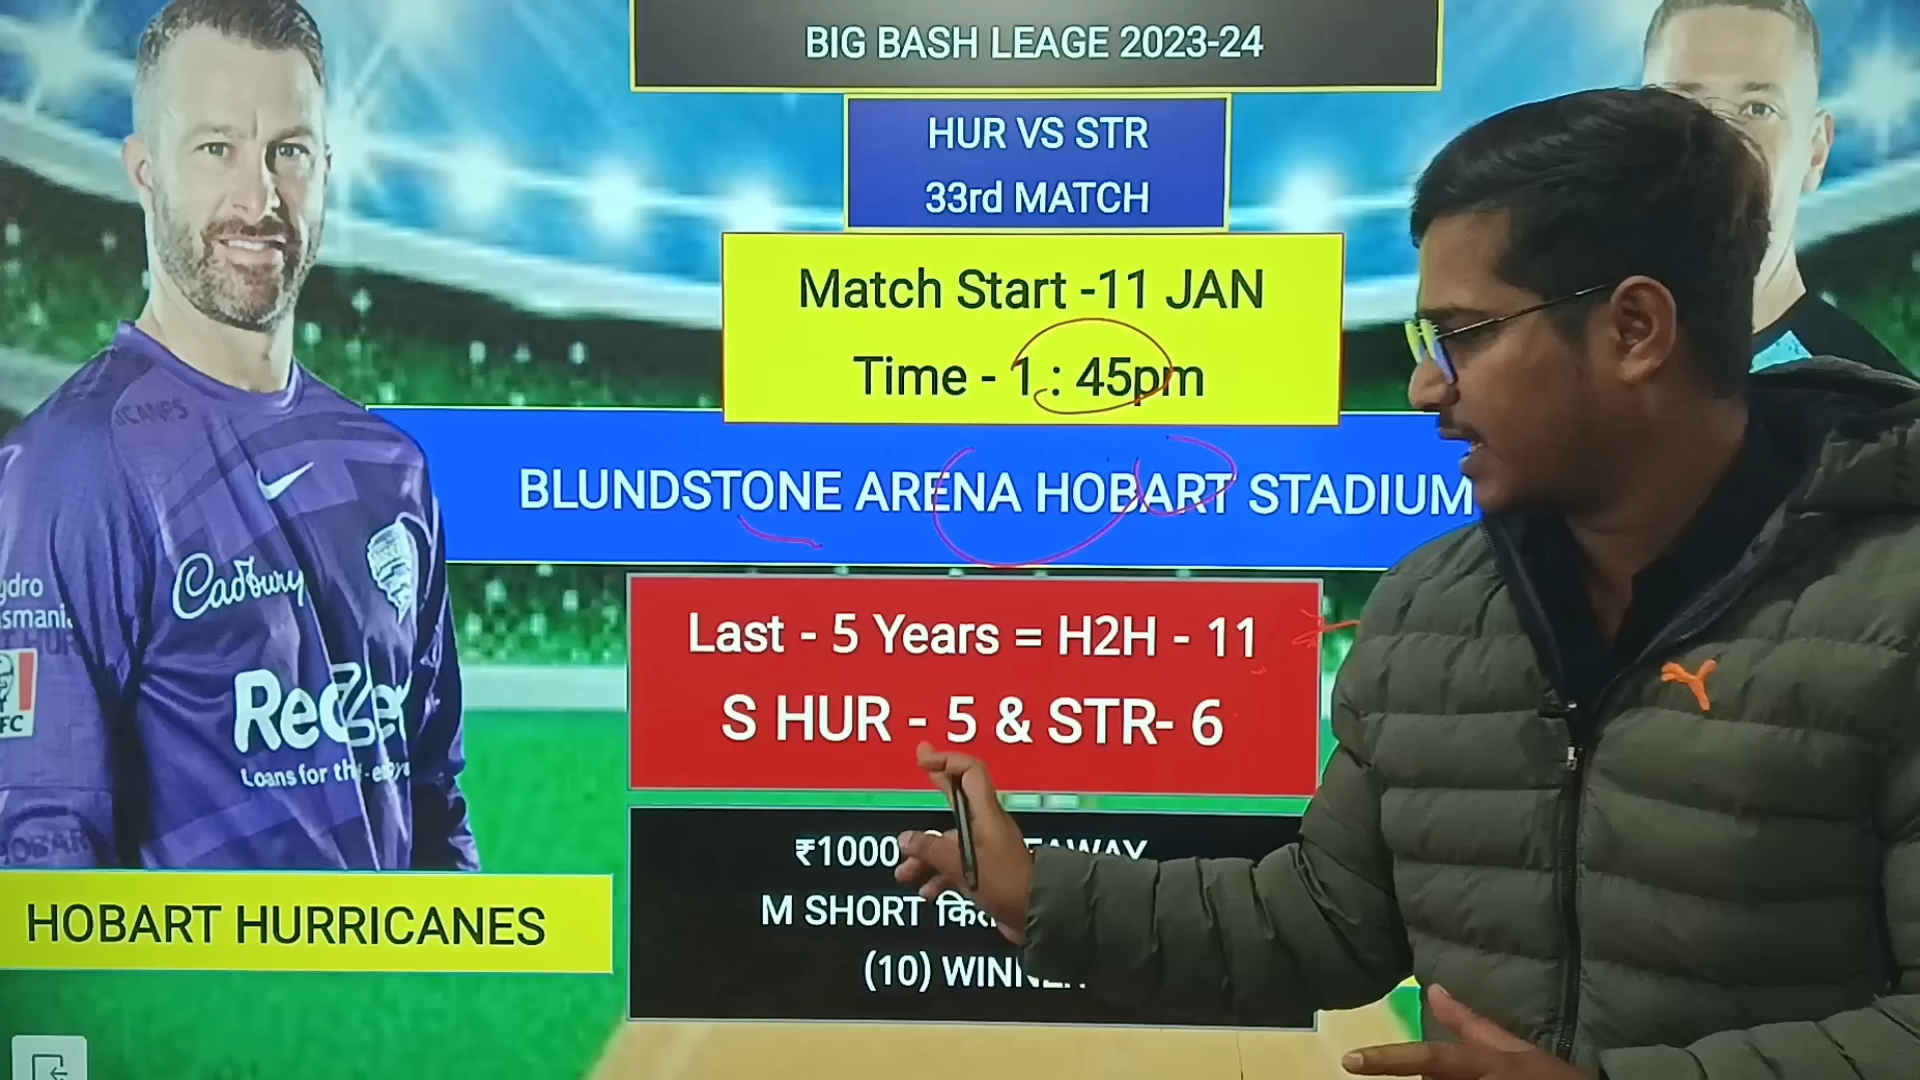 BIG BASH LEAGE 2023-24
HUR VS STR
33rd MATCH
Match Start -11 JAN
Time - 1 : 45pm
BLUNDSTONE ARENA HOBART STADIUM
Last - 5 Years = H2H - 11
S HUR - 5 & STR- 6
₹1000
M SHORT
(10)
HOBART HURRICANES
Cadbury
Loans for
FC